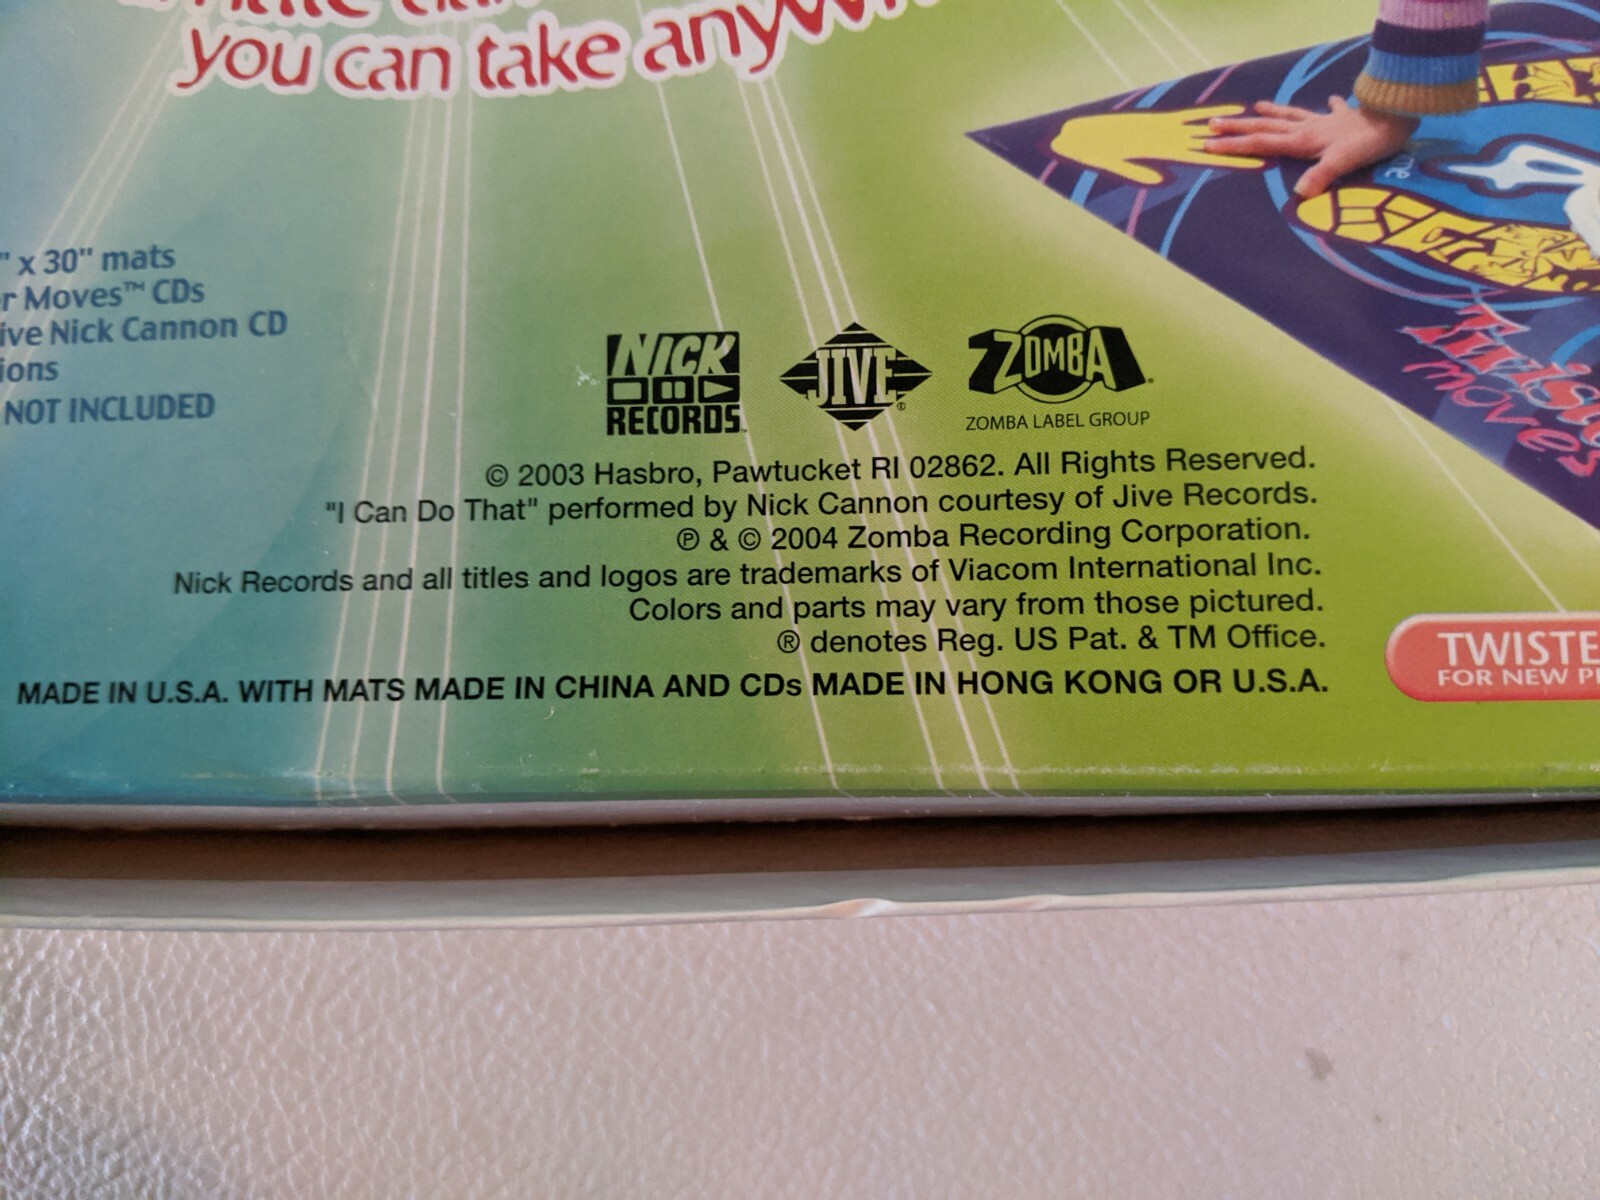 you can take
" x 30" mats
r Moves™ CDs
ive Nick Cannon CD
ions
NOT INCLUDED
NICK
RECORDS
JIVE®
ZOMBA
ZOMBA LABEL GROUP
© 2003 Hasbro, Pawtucket RI 02862. All Rights Reserved.
"I Can Do That" performed by Nick Cannon courtesy of Jive Records.
℗ & © 2004 Zomba Recording Corporation.
Nick Records and all titles and logos are trademarks of Viacom International Inc.
Colors and parts may vary from those pictured.
® denotes Reg. US Pat. & TM Office.
MADE IN U.S.A. WITH MATS MADE IN CHINA AND CDs MADE IN HONG KONG OR U.S.A.
moves
TWISTE
FOR NEW